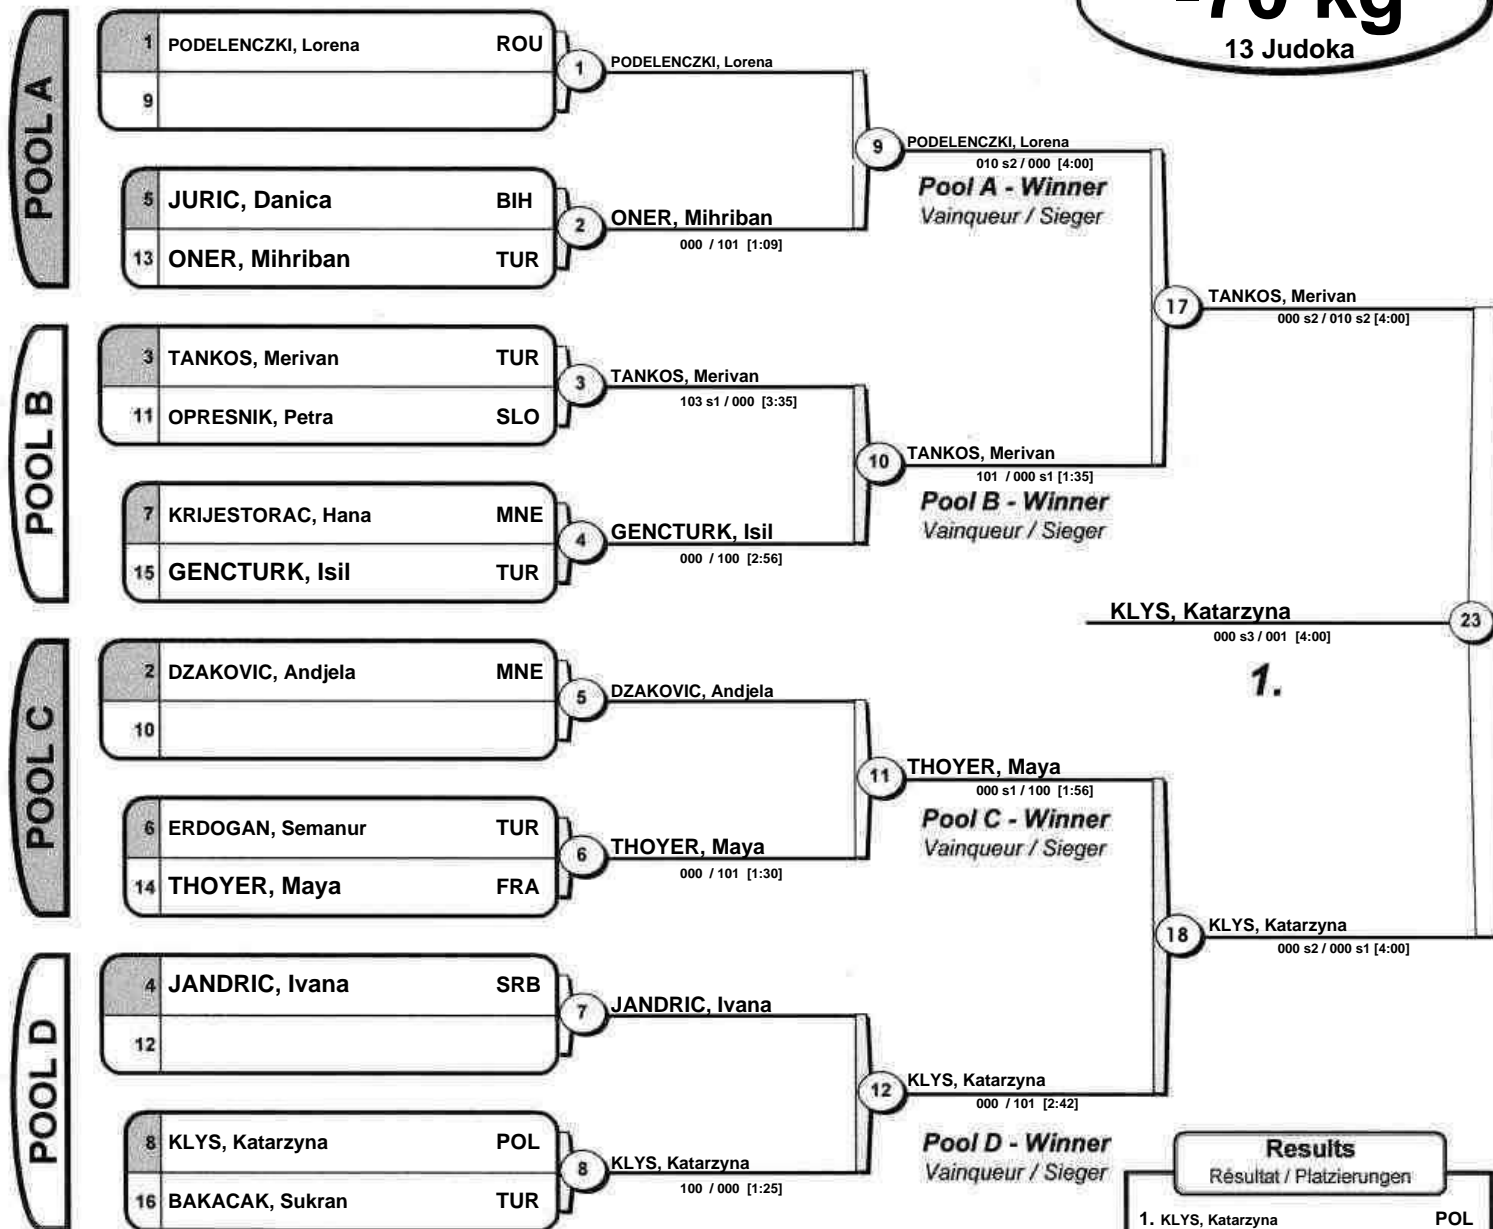 -70 kg
13 Judoka
POOL A
1 PODELENCZKI, Lorena ROU
9
1 PODELENCZKI, Lorena
5 JURIC, Danica BIH
13 ONER, Mihriban TUR
2 ONER, Mihriban
000 / 101 [1:09]
9 PODELENCZKI, Lorena
010 s2 / 000 [4:00]
Pool A - Winner
Vainqueur / Sieger
POOL B
3 TANKOS, Merivan TUR
11 OPRESNIK, Petra SLO
3 TANKOS, Merivan
103 s1 / 000 [3:35]
7 KRIJESTORAC, Hana MNE
15 GENCTURK, Isil TUR
4 GENCTURK, Isil
000 / 100 [2:56]
10 TANKOS, Merivan
101 / 000 s1 [1:35]
Pool B - Winner
Vainqueur / Sieger
17 TANKOS, Merivan
000 s2 / 010 s2 [4:00]
KLYS, Katarzyna 23
000 s3 / 001 [4:00]
1.
POOL C
2 DZAKOVIC, Andjela MNE
10
5 DZAKOVIC, Andjela
6 ERDOGAN, Semanur TUR
14 THOYER, Maya FRA
6 THOYER, Maya
000 / 101 [1:30]
11 THOYER, Maya
000 s1 / 100 [1:56]
Pool C - Winner
Vainqueur / Sieger
18 KLYS, Katarzyna
000 s2 / 000 s1 [4:00]
POOL D
4 JANDRIC, Ivana SRB
12
7 JANDRIC, Ivana
8 KLYS, Katarzyna POL
16 BAKACAK, Sukran TUR
8 KLYS, Katarzyna
100 / 000 [1:25]
12 KLYS, Katarzyna
000 / 101 [2:42]
Pool D - Winner
Vainqueur / Sieger
Results
Résultat / Platzierungen
1. KLYS, Katarzyna POL